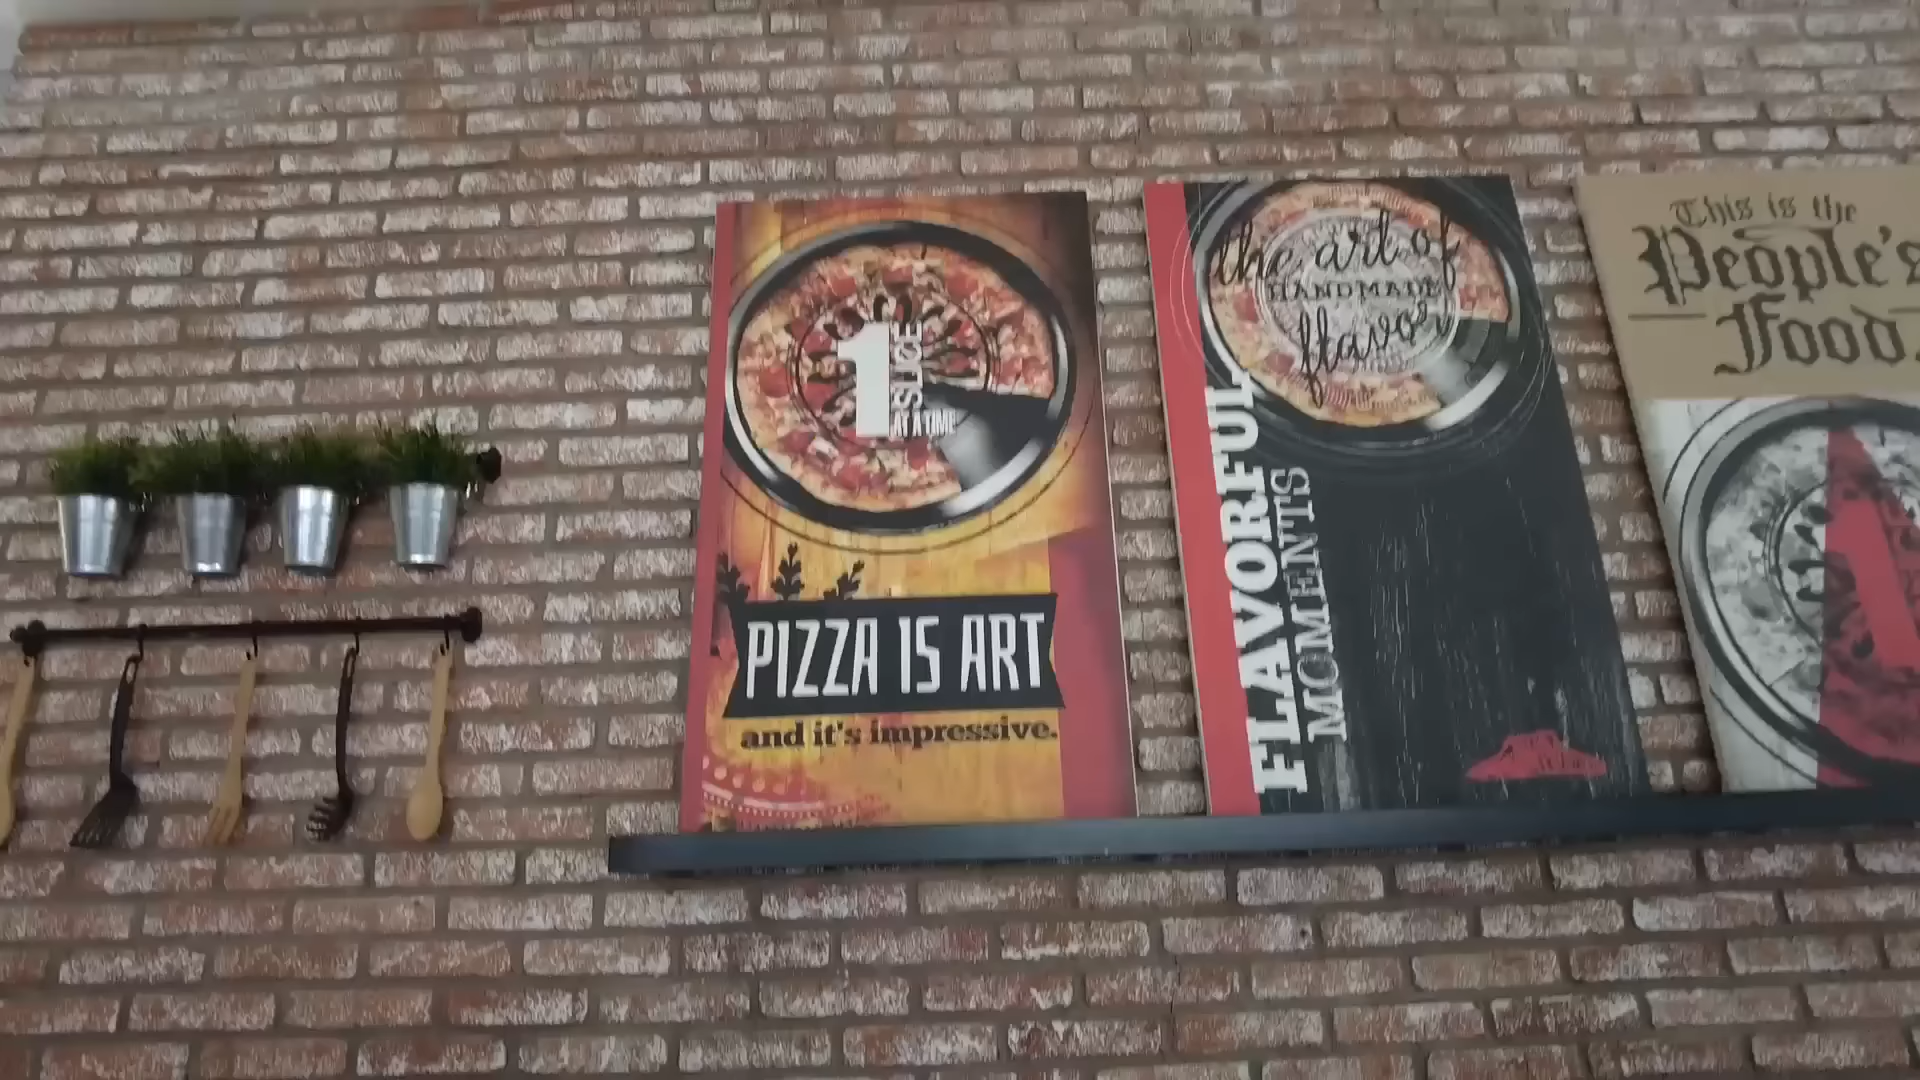 1
SLICE
AT A TIME
PIZZA IS ART
and it's impressive.
the art of
HANDMADE
flavor
FLAVORFUL
MOMENTS
This is the
People's
Food.